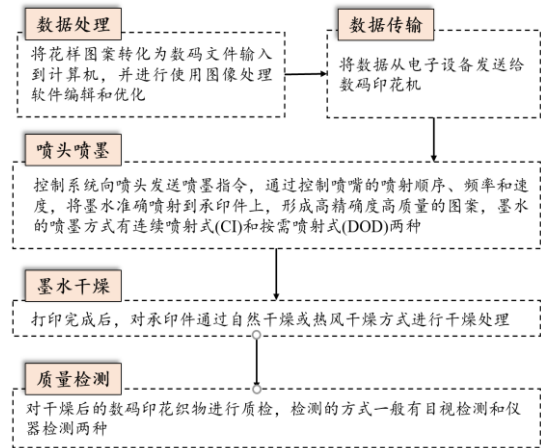 数据处理
将花样图案转化为数码文件输入
到计算机，并进行使用图像处理
软件编辑和优化
数据传输
将数据从电子设备发送给
数码印花机
喷头喷墨
控制系统向喷头发送喷墨指令，通过控制喷嘴的喷射顺序、频率和速
度，将墨水准确喷射到承印件上，形成高精确度高质量的图案，墨水
的喷墨方式有连续喷射式(CI)和按需喷射式(DOD)两种
墨水干燥
打印完成后，对承印件通过自然干燥或热风干燥方式进行干燥处理
质量检测
对干燥后的数码印花织物进行质检，检测的方式一般有目视检测和仪
器检测两种